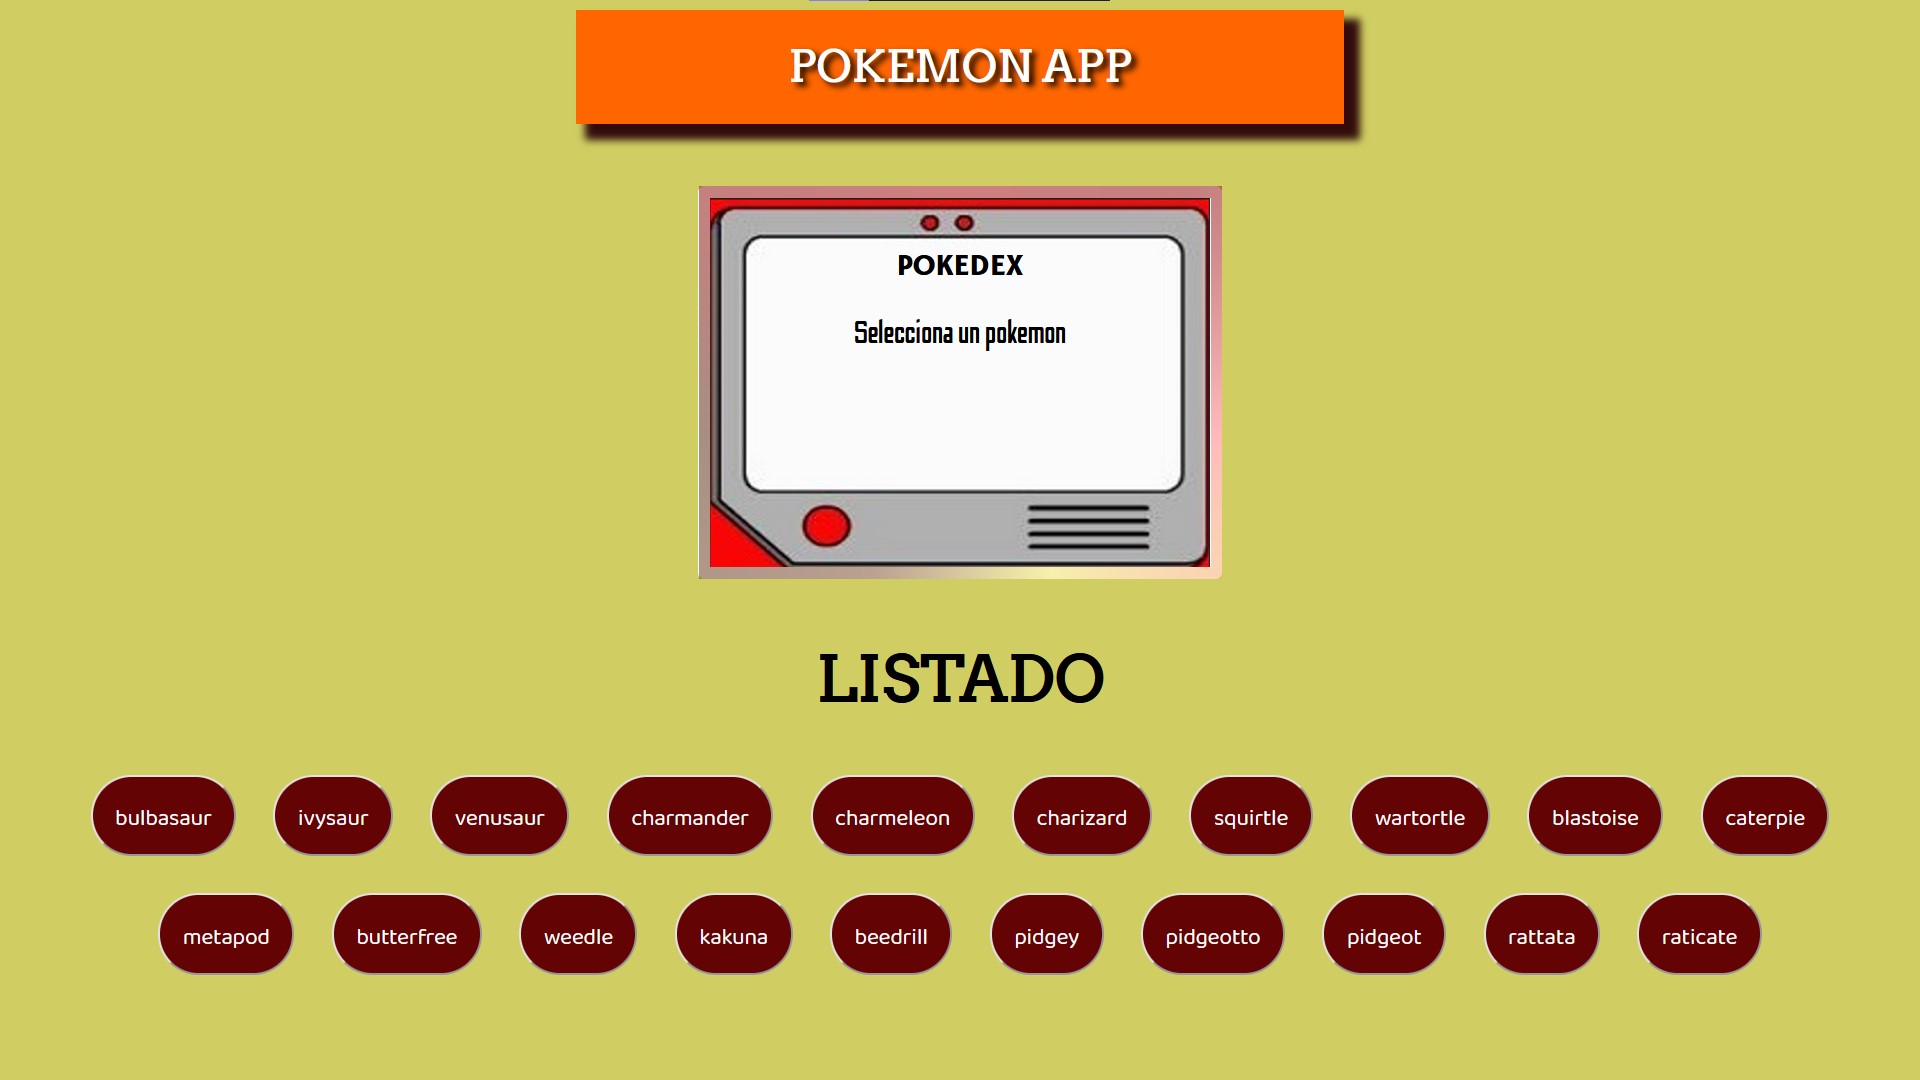 POKEMON APP
POKEDEX
Selecciona un pokemon
LISTADO
bulbasaur ivysaur venusaur charmander charmeleon charizard squirtle wartortle blastoise caterpie
metapod butterfree weedle kakuna beedrill pidgey pidgeotto pidgeot rattata raticate